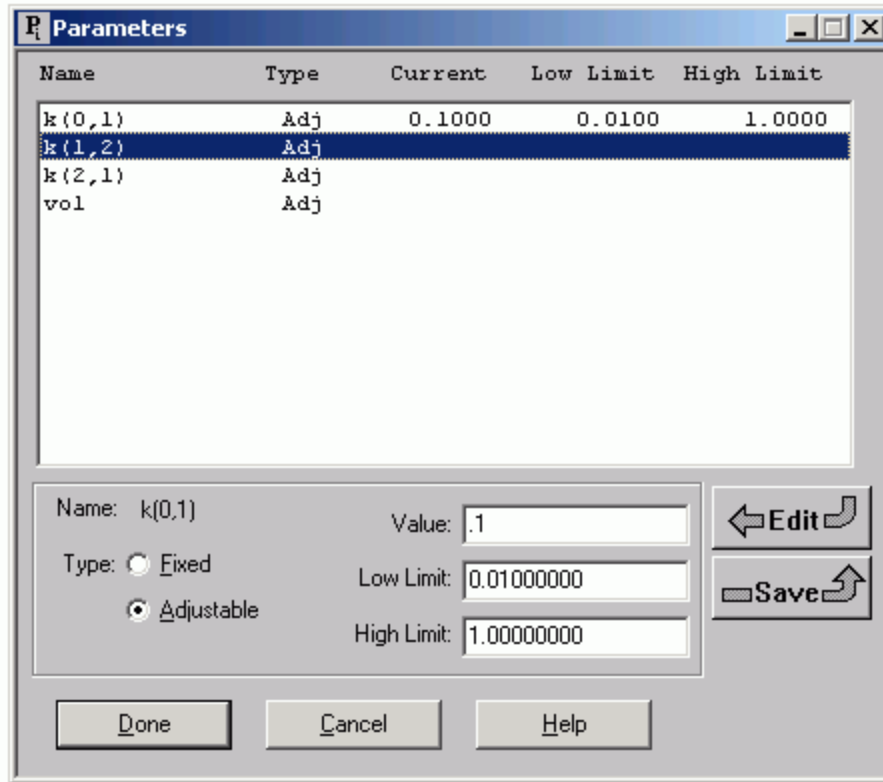 Parameters
Name Type Current Low Limit High Limit
k(0,1) Adj 0.1000 0.0100 1.0000
k(1,2) Adj
k(2,1) Adj
vol Adj
Name: k(0,1)
Value: .1
Edit
Type: Fixed
Low Limit: 0.01000000
Save
Adjustable
High Limit: 1.00000000
Done Cancel Help